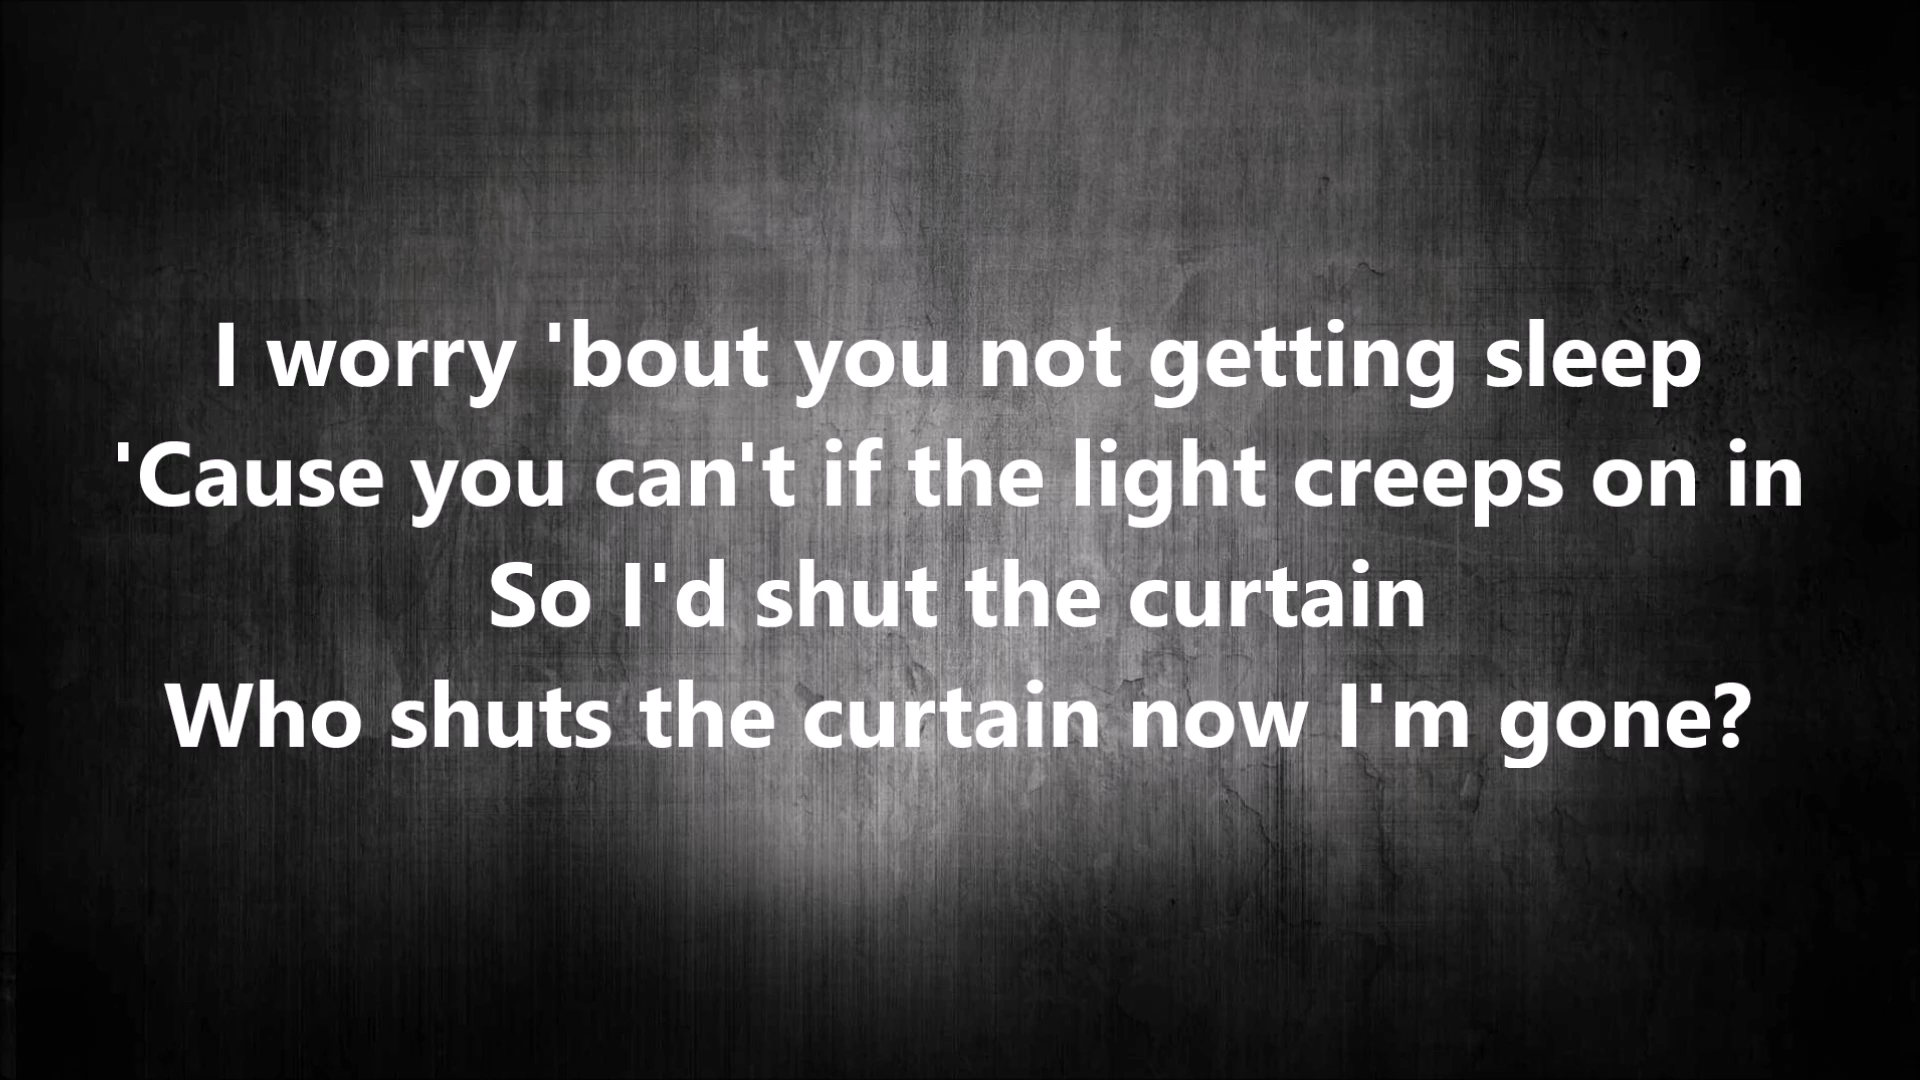 I worry 'bout you not getting sleep
'Cause you can't if the light creeps on in
So I'd shut the curtain
Who shuts the curtain now I'm gone?